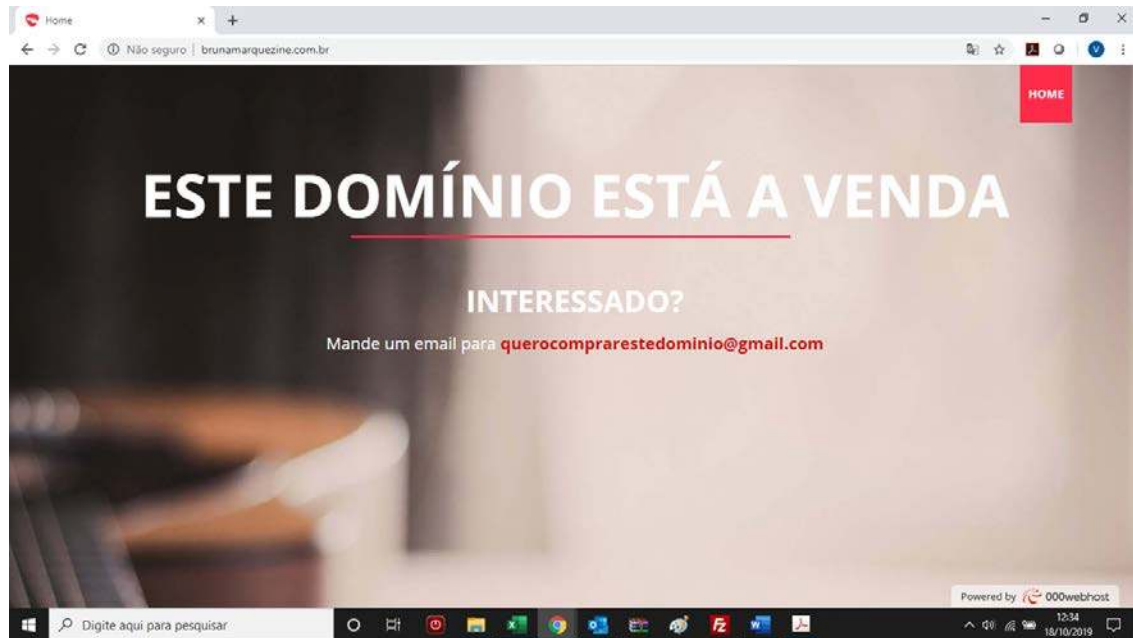 Home
Não seguro | brunamarquezine.com.br
HOME
ESTE DOMÍNIO ESTÁ A VENDA
INTERESSADO?
Mande um email para querocomprarestedominio@gmail.com
Powered by 000webhost
Digite aqui para pesquisar
12:34
18/10/2019